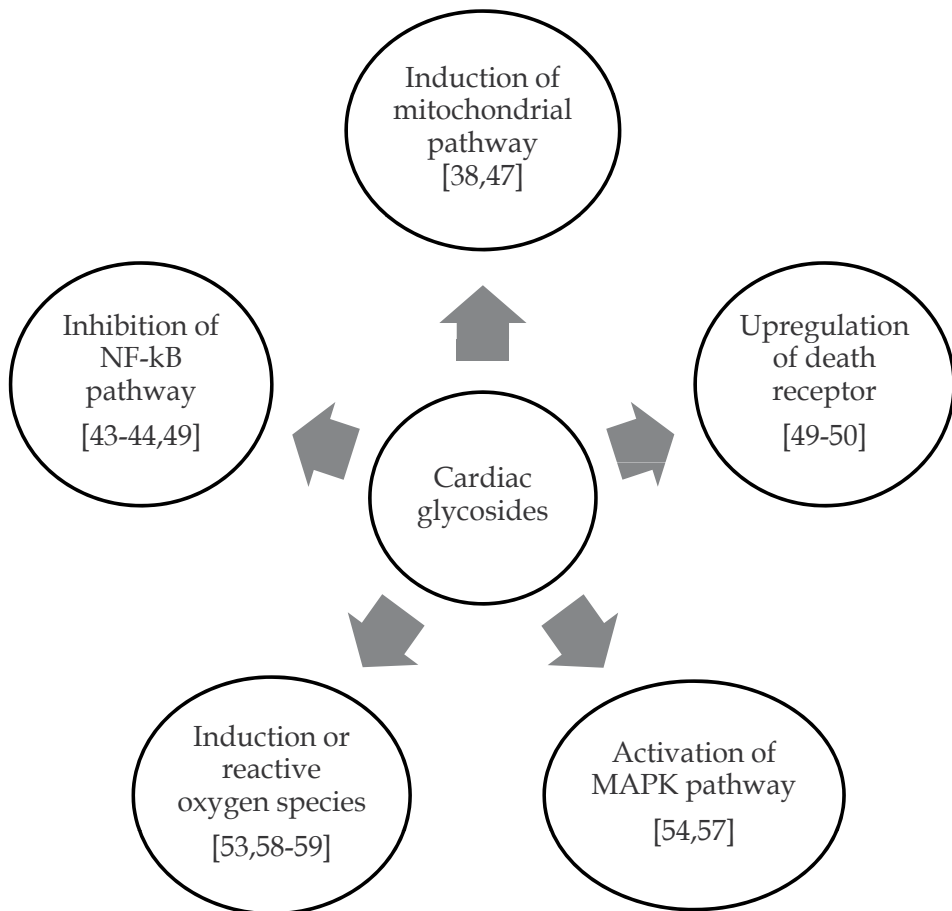 Induction of
mitochondrial
pathway
[38,47]
Inhibition of
NF-kB
pathway
[43-44,49]
Upregulation
of death
receptor
[49-50]
Cardiac
glycosides
Induction or
reactive
oxygen species
[53,58-59]
Activation of
MAPK pathway
[54,57]